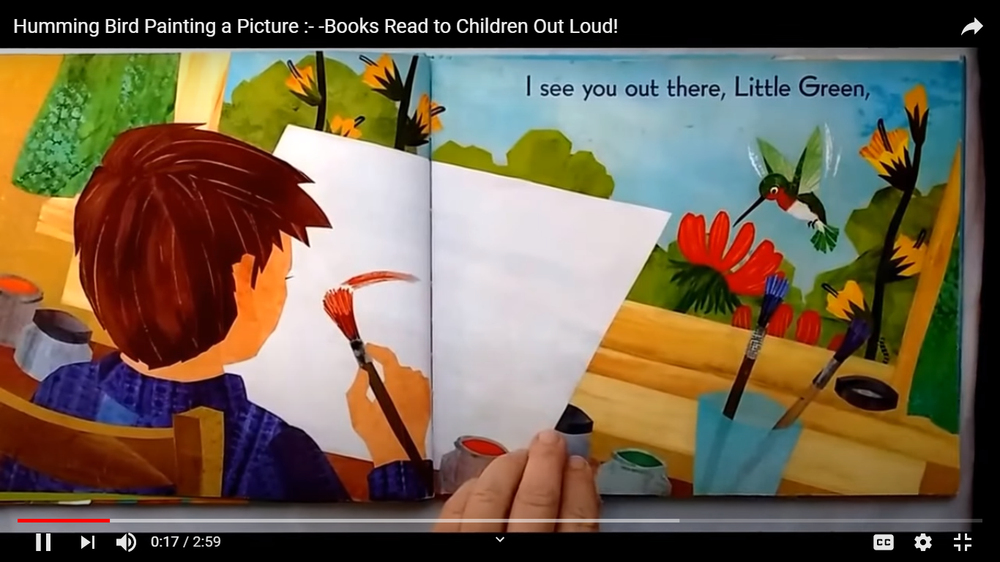 Humming Bird Painting a Picture :- -Books Read to Children Out Loud!
I see you out there, Little Green,
0:17 / 2:59
CC